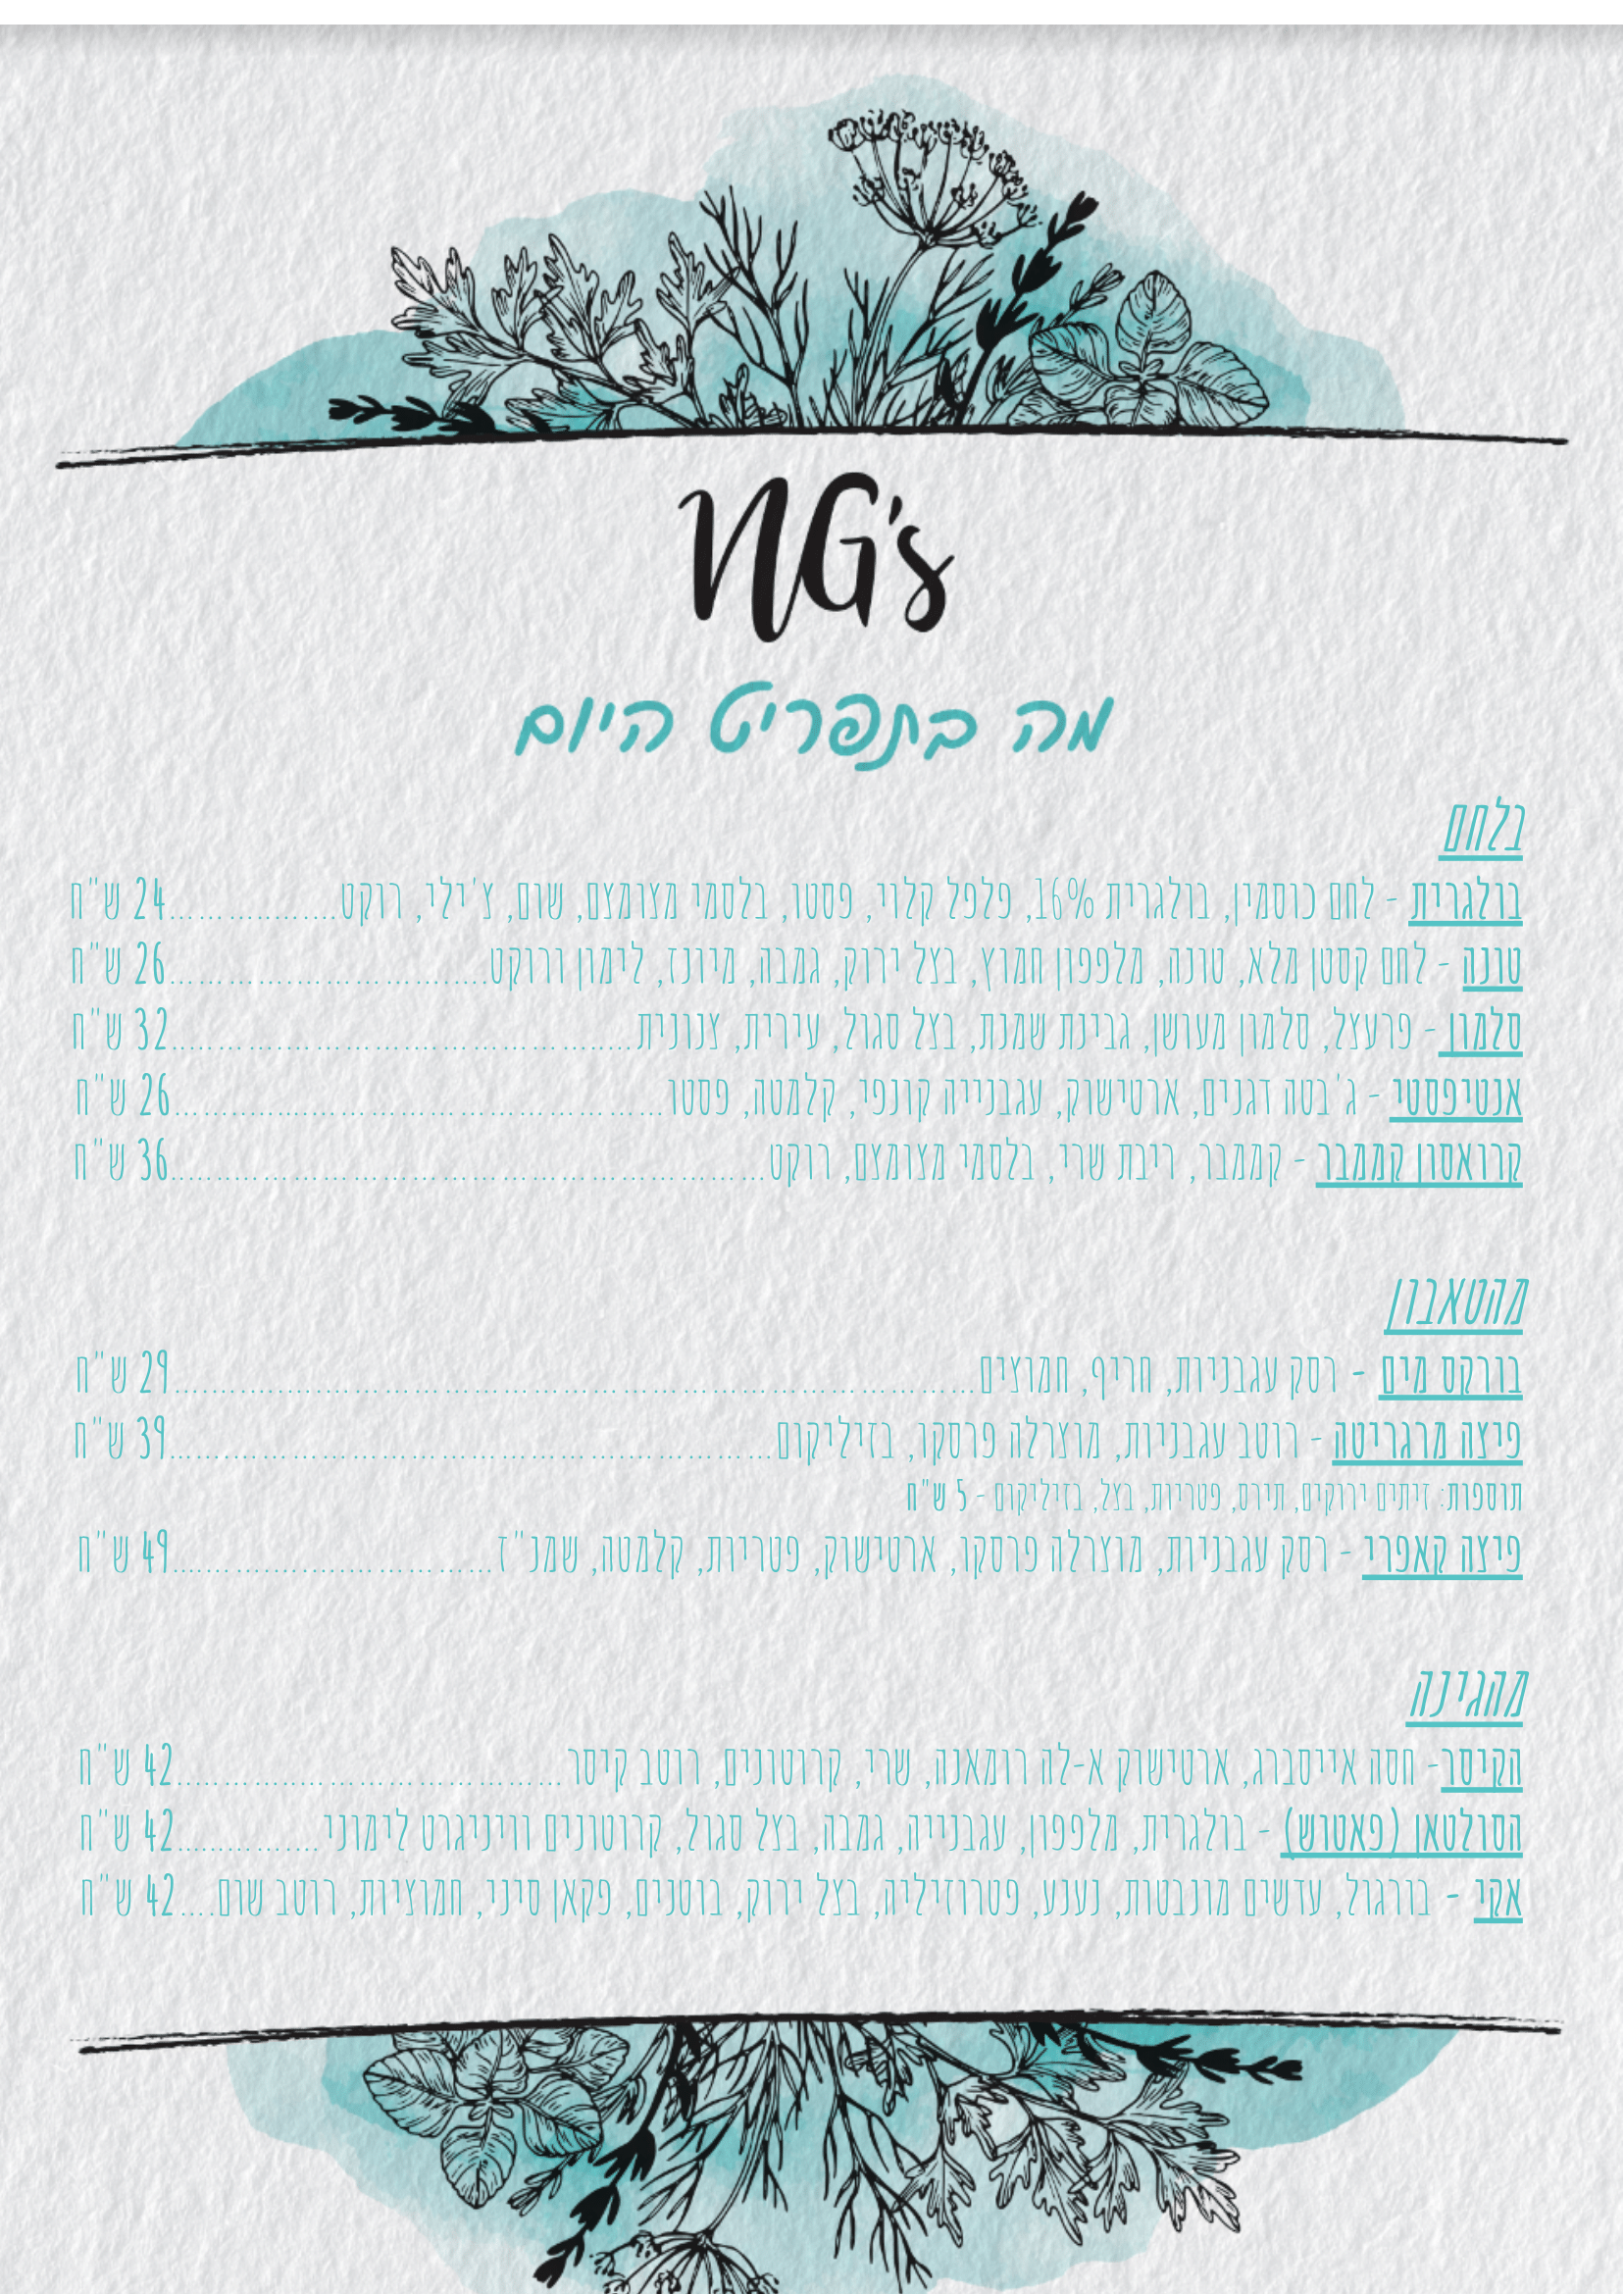 NG's
מה בתפריט היום
בלחם
בולגרית - לחם כוסמין, בולגרית 16%, פלפל קלוי, פסטו, בלסמי מצומצם, שום, צ'ילי, רוקט....................24 ש"ח
טונה - לחם קסטן מלא, טונה, מלפפון חמוץ, בצל ירוק, גמבה, מיונז, לימון ורוקט....................26 ש"ח
סלמון - פרעצל, סלמון מעושן, גבינת שמנת, בצל סגול, עירית, צנונית....................32 ש"ח
אנטיפסטי - ג'בטה דגנים, ארטישוק, עגבנייה קונפי, קלמטה, פסטו....................26 ש"ח
קרואסון קממבר - קממבר, ריבת שרי, בלסמי מצומצם, רוקט....................36 ש"ח
מהטאבון
בורקס מים - רסק עגבניות, חריף, חמוצים....................29 ש"ח
פיצה מרגריטה - רוטב עגבניות, מוצרלה פרסקו, בזיליקום....................39 ש"ח
תוספות: זיתים ירוקים, תירס, פטריות, בצל, בזיליקום - 5 ש"ח
פיצה קאפרי - רסק עגבניות, מוצרלה פרסקו, ארטישוק, פטריות, קלמטה, שמנ"ז....................49 ש"ח
מהגינה
הקיסר- חסה אייסברג, ארטישוק א-לה רומאנה, שרי, קרוטונים, רוטב קיסר....................42 ש"ח
הסולטאן (פאטוש) - בולגרית, מלפפון, עגבנייה, גמבה, בצל סגול, קרוטונים וויניגרט לימוני....................42 ש"ח
אקי - בורגול, עדשים מונבטות, נענע, פטרוזיליה, בצל ירוק, בוטנים, פקאן סיני, חמוציות, רוטב שום....42 ש"ח